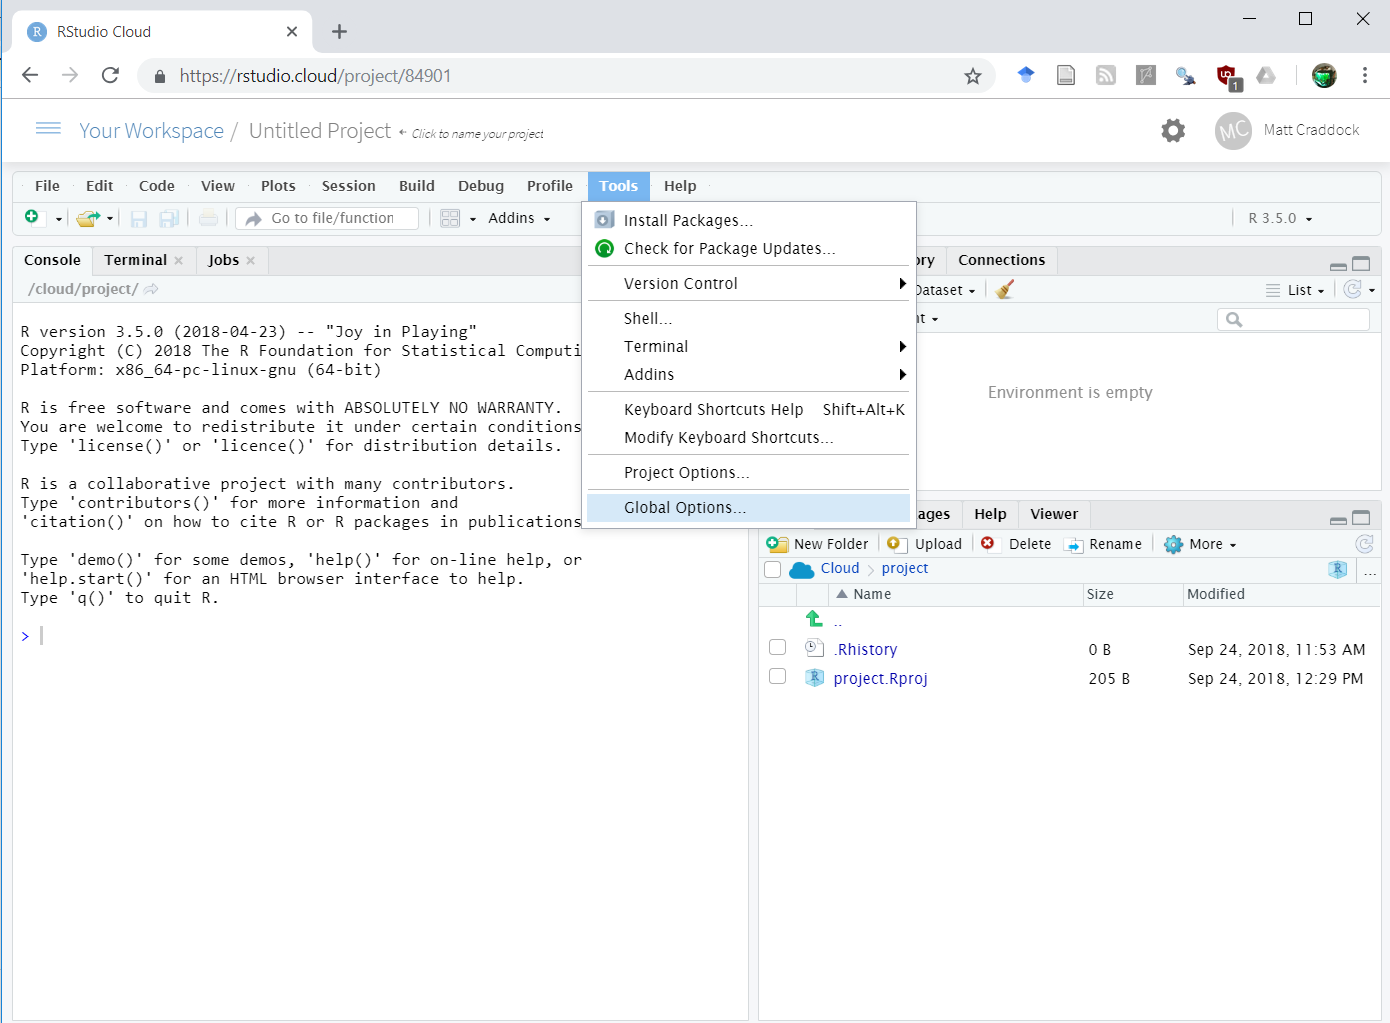 RStudio Cloud
https://rstudio.cloud/project/84901
1
Your Workspace / Untitled Project Click to name your project
MC Matt Craddock
File Edit Code View Plots Session Build Debug Profile Tools Help
Go to file/function Addins R 3.5.0
Install Packages...
Check for Package Updates...
Version Control
Shell...
Terminal
Addins
Keyboard Shortcuts Help Shift+Alt+K
Modify Keyboard Shortcuts...
Project Options...
Global Options...
Console Terminal Jobs
/cloud/project/
R version 3.5.0 (2018-04-23) -- "Joy in Playing"
Copyright (C) 2018 The R Foundation for Statistical Computi
Platform: x86_64-pc-linux-gnu (64-bit)
R is free software and comes with ABSOLUTELY NO WARRANTY.
You are welcome to redistribute it under certain conditions
Type 'license()' or 'licence()' for distribution details.
R is a collaborative project with many contributors.
Type 'contributors()' for more information and
'citation()' on how to cite R or R packages in publications
Type 'demo()' for some demos, 'help()' for on-line help, or
'help.start()' for an HTML browser interface to help.
Type 'q()' to quit R.
>
ry Connections
Dataset List
nt
Environment is empty
ages Help Viewer
New Folder Upload Delete Rename More
Cloud project ...
Name Size Modified
..
.Rhistory 0 B Sep 24, 2018, 11:53 AM
project.Rproj 205 B Sep 24, 2018, 12:29 PM